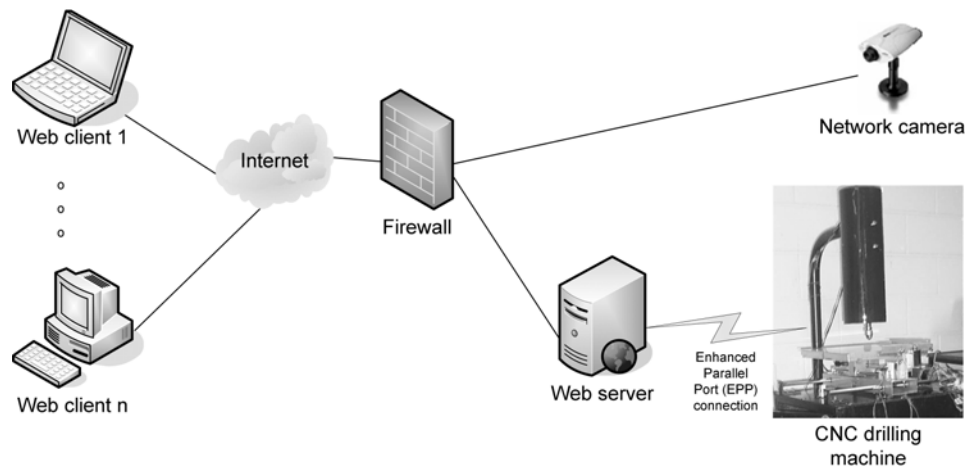 Web client 1
Internet
Firewall
Network camera
Web client n
Web server
Enhanced
Parallel
Port (EPP)
connection
CNC drilling
machine